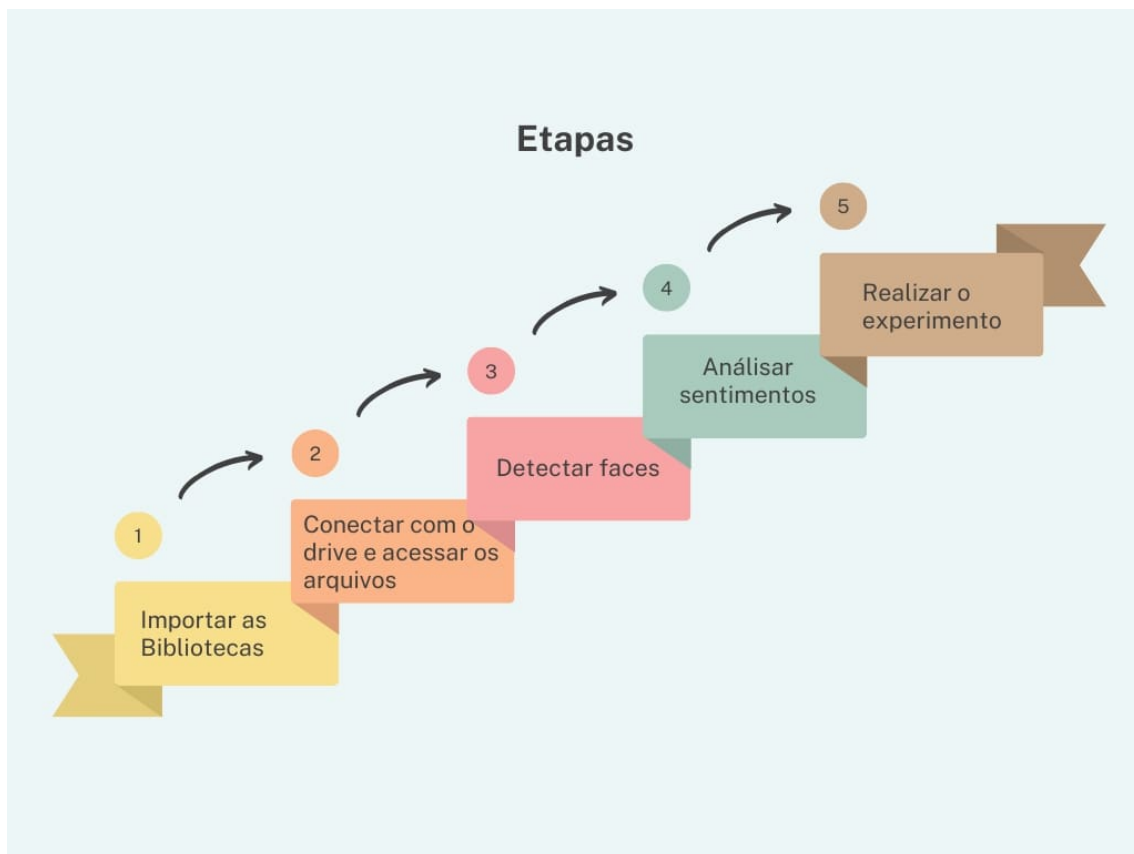 Etapas
1
Importar as
Bibliotecas
2
Conectar com o
drive e acessar os
arquivos
3
Detectar faces
4
Análisar
sentimentos
5
Realizar o
experimento